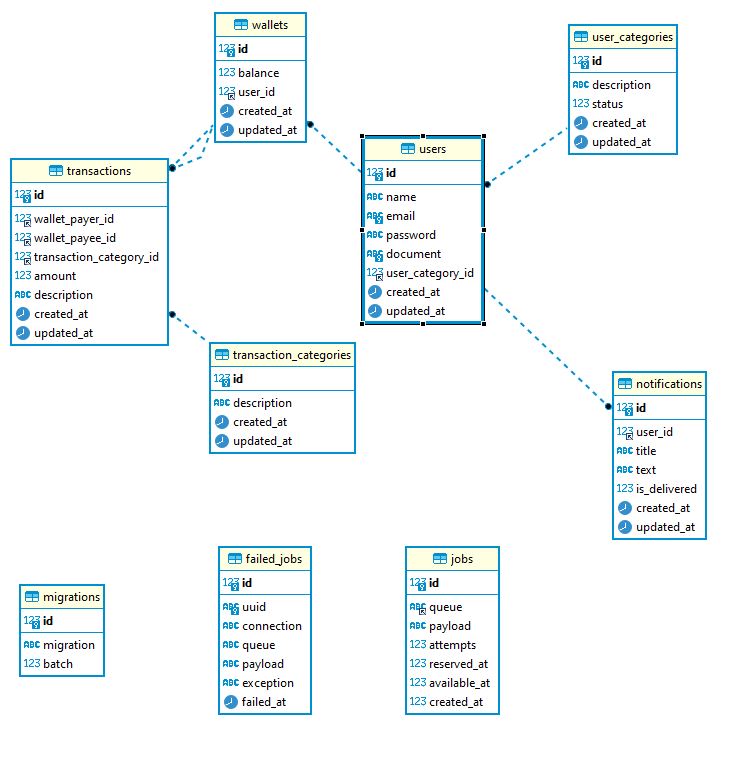 wallets
123 id
123 balance
123 user_id
created_at
updated_at
user_categories
123 id
ABC description
123 status
created_at
updated_at
users
123 id
ABC name
ABC email
ABC password
ABC document
123 user_category_id
created_at
updated_at
transactions
123 id
123 wallet_payer_id
123 wallet_payee_id
123 transaction_category_id
123 amount
ABC description
created_at
updated_at
transaction_categories
123 id
ABC description
created_at
updated_at
notifications
123 id
123 user_id
ABC title
ABC text
123 is_delivered
created_at
updated_at
migrations
123 id
ABC migration
123 batch
failed_jobs
123 id
ABC uuid
ABC connection
ABC queue
ABC payload
ABC exception
failed_at
jobs
123 id
ABC queue
ABC payload
123 attempts
123 reserved_at
123 available_at
123 created_at